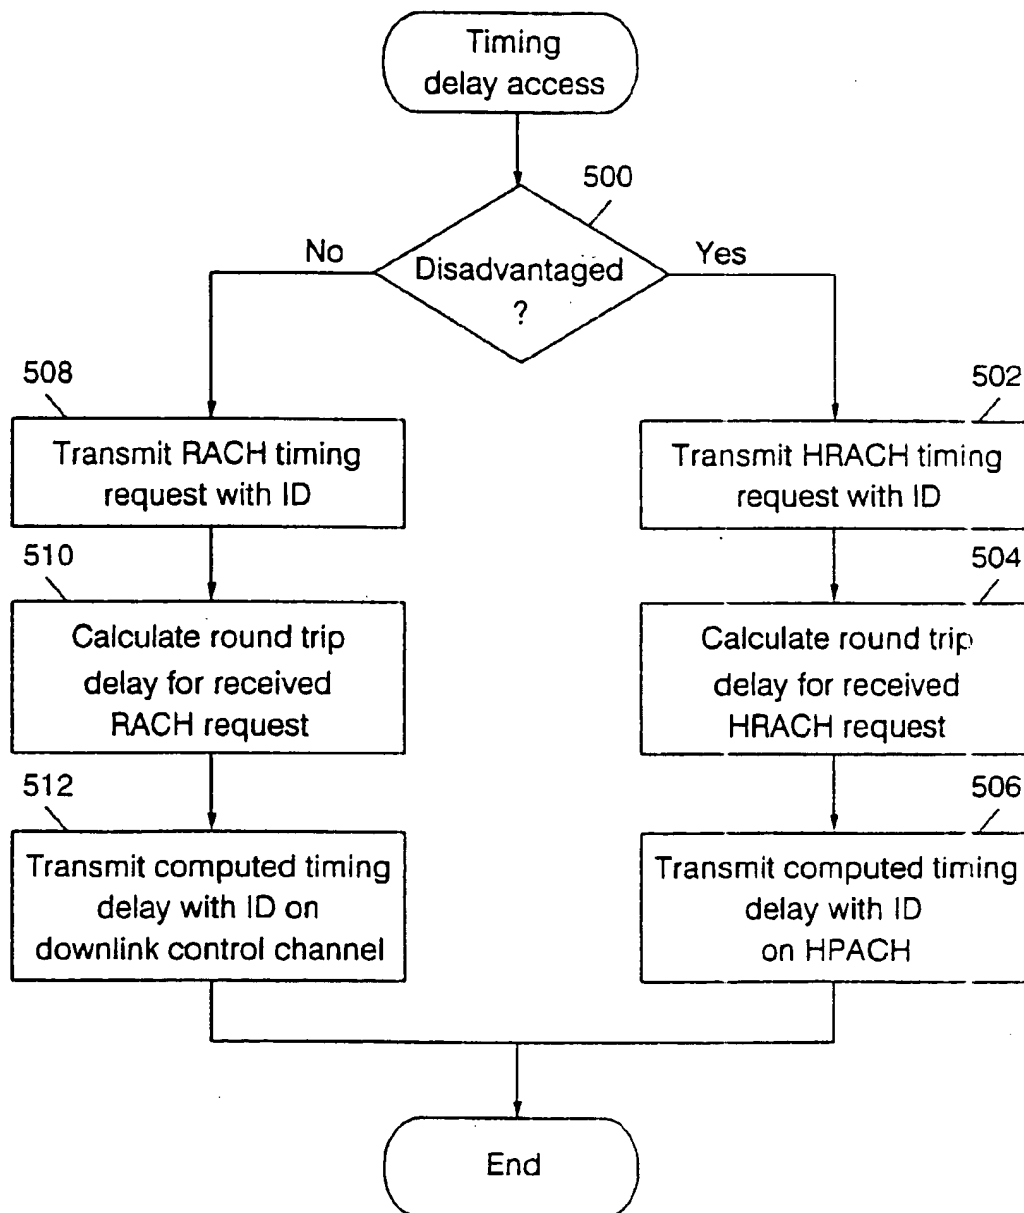 Timing
delay access
500
No
Yes
Disadvantaged
?
508
502
Transmit RACH timing
request with ID
Transmit HRACH timing
request with ID
510
504
Calculate round trip
delay for received
RACH request
Calculate round trip
delay for received
HRACH request
512
506
Transmit computed timing
delay with ID on
downlink control channel
Transmit computed timing
delay with ID
on HPACH
End